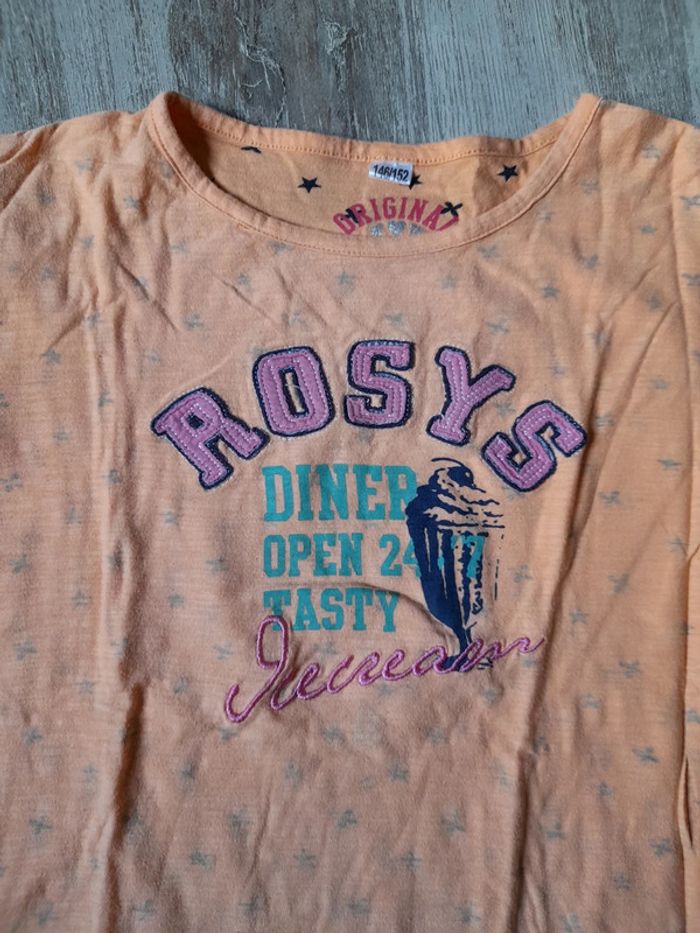 146/152
ORIGINAL
ROSYS
DINER
OPEN 24/7
TASTY
Icecream